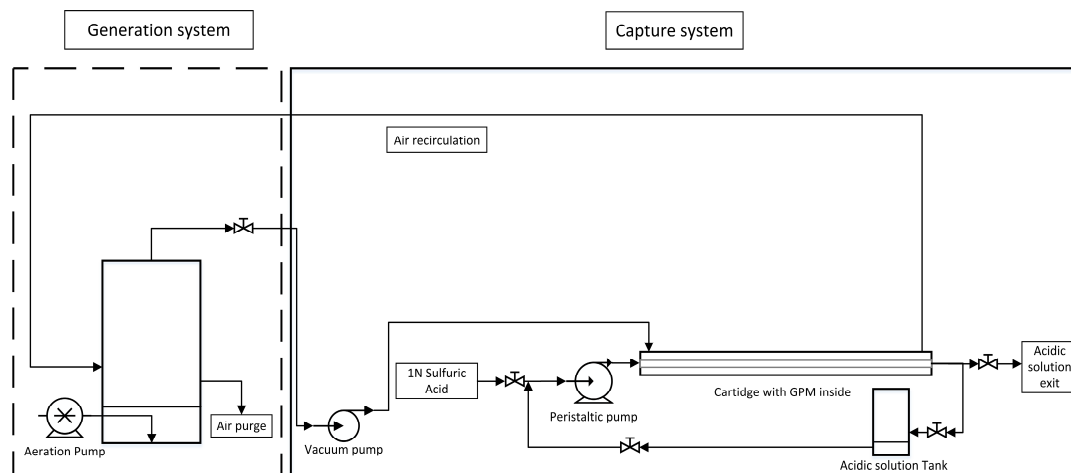 Generation system
Capture system
Air recirculation
1N Sulfuric
Acid
Acidic
solution
exit
Cartidge with GPM inside
Peristaltic pump
Air purge
Aeration Pump
Vacuum pump
Acidic solution Tank